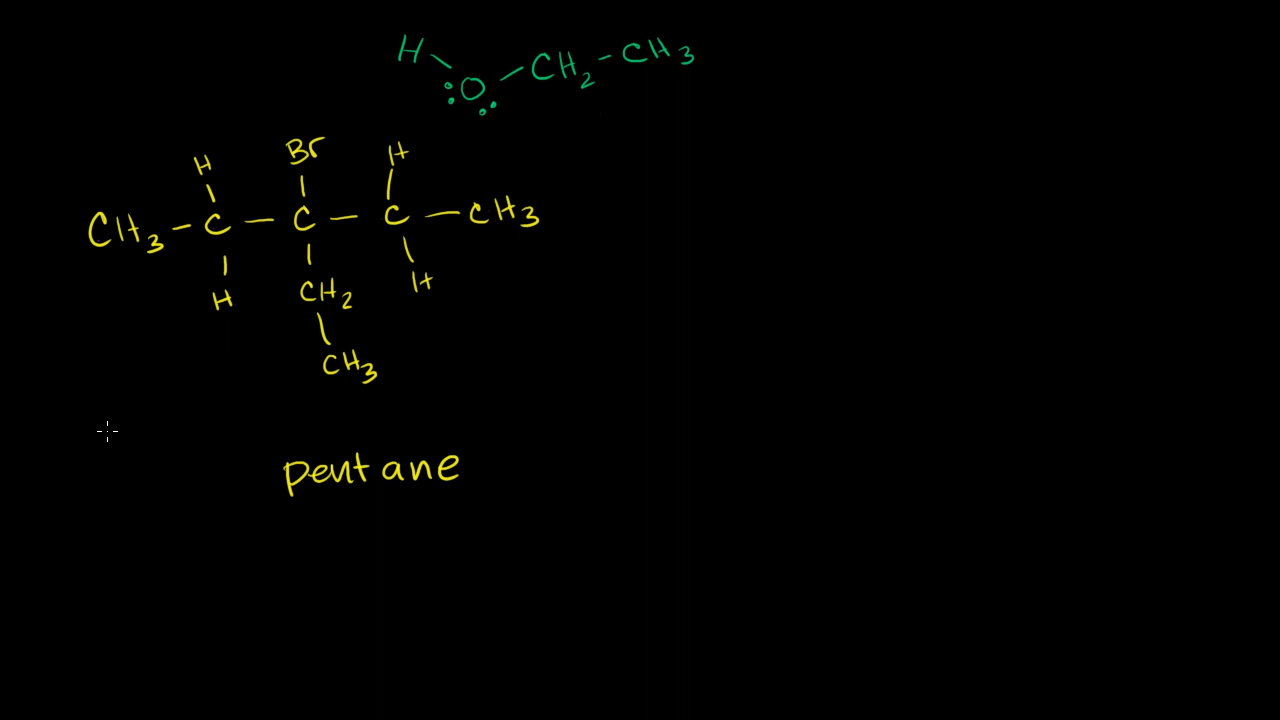 H
:O: – CH2 – CH3
H Br H
CH3 – C – C – C – CH3
H CH2 H
CH3
pentane